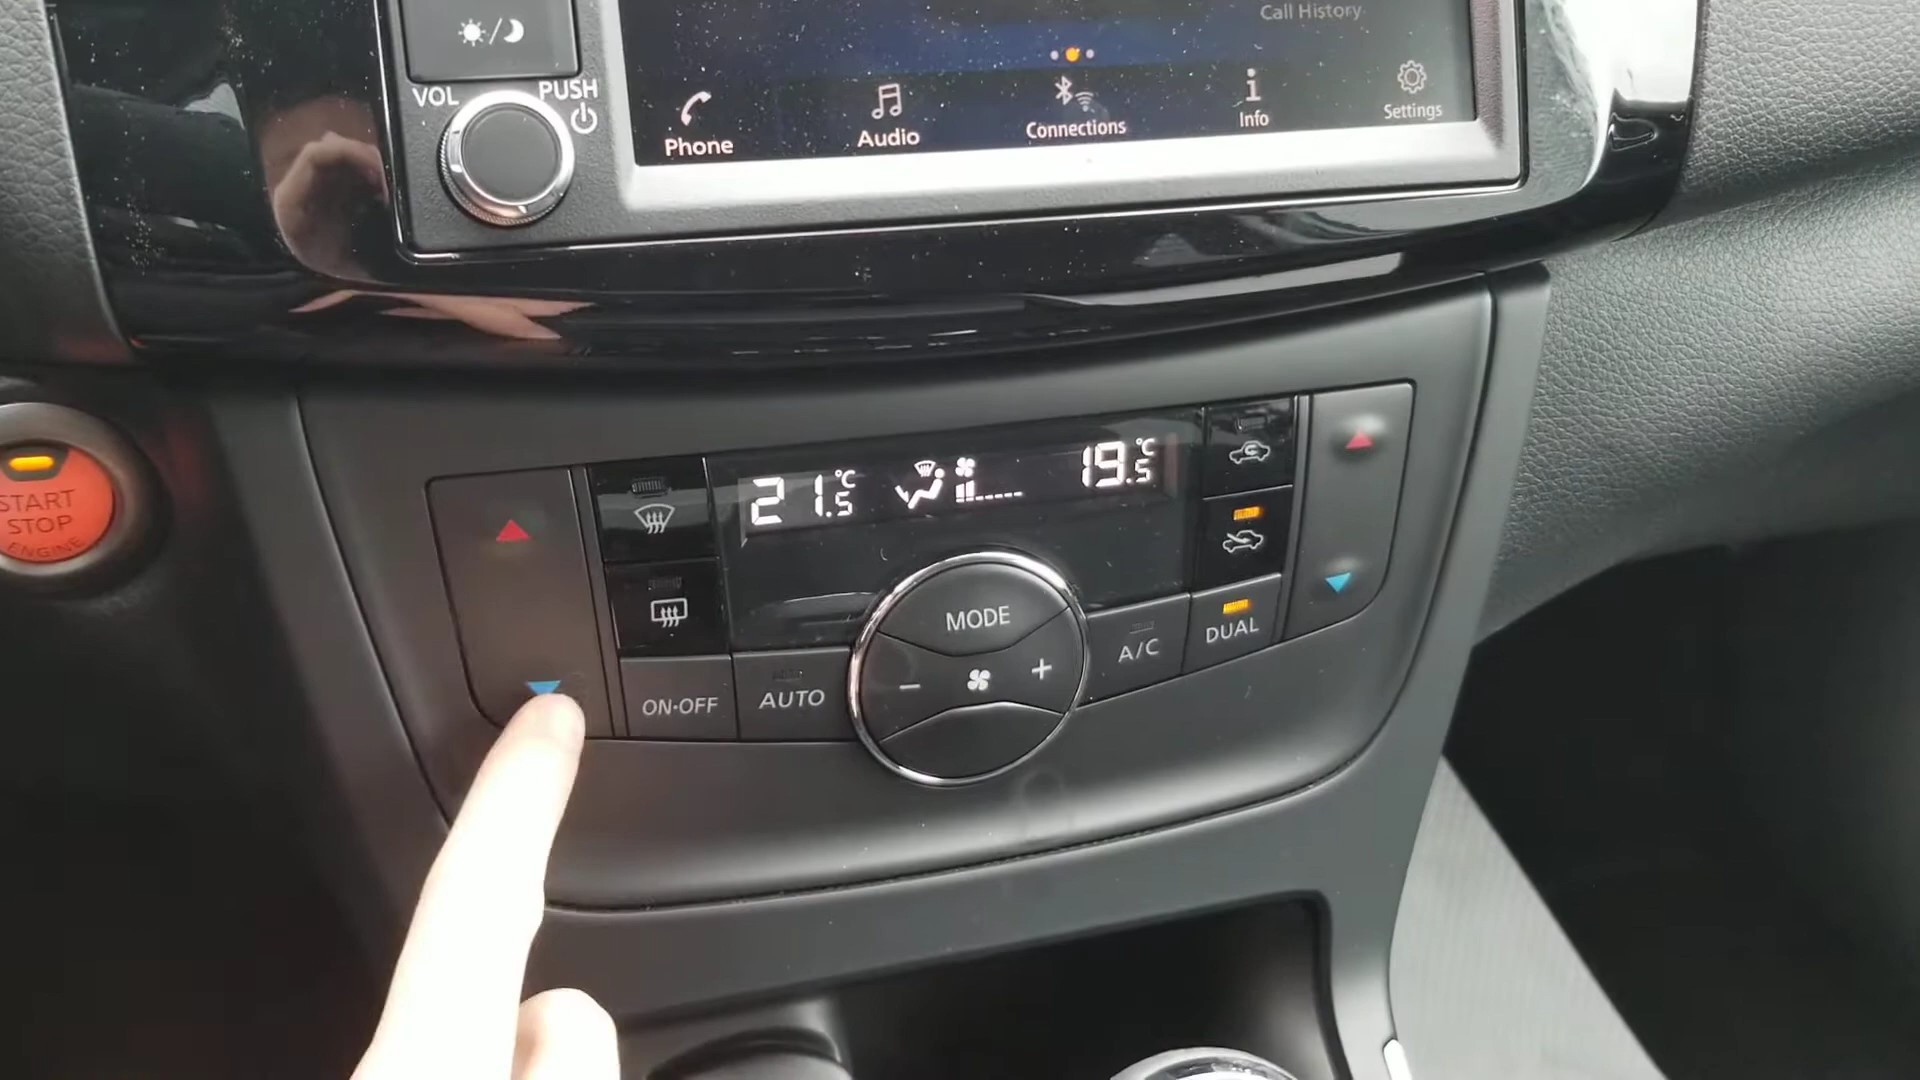 Call History
VOL
PUSH
Phone
Audio
Connections
Info
Settings
START
STOP
ENGINE
21.5°C
19.5°C
MODE
- +
ON·OFF
AUTO
A/C
DUAL